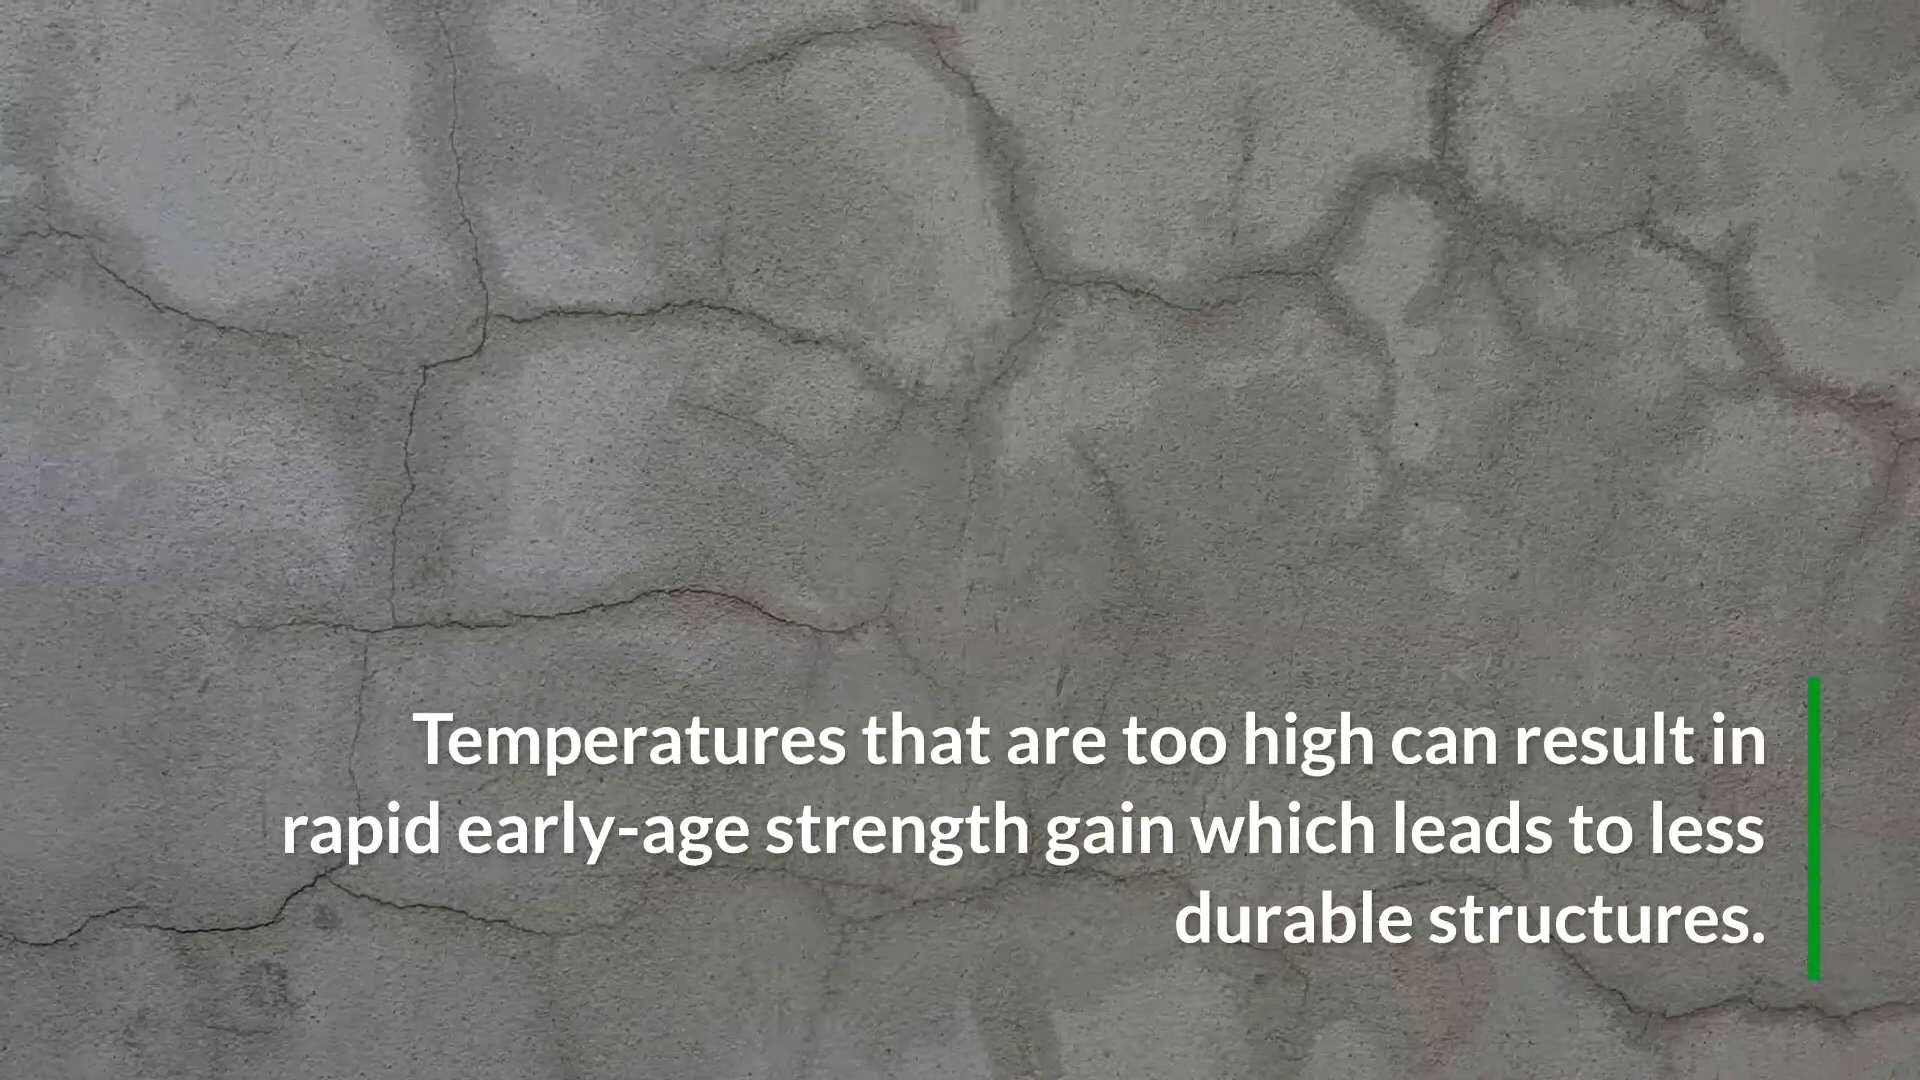 Temperatures that are too high can result in
rapid early-age strength gain which leads to less
durable structures.